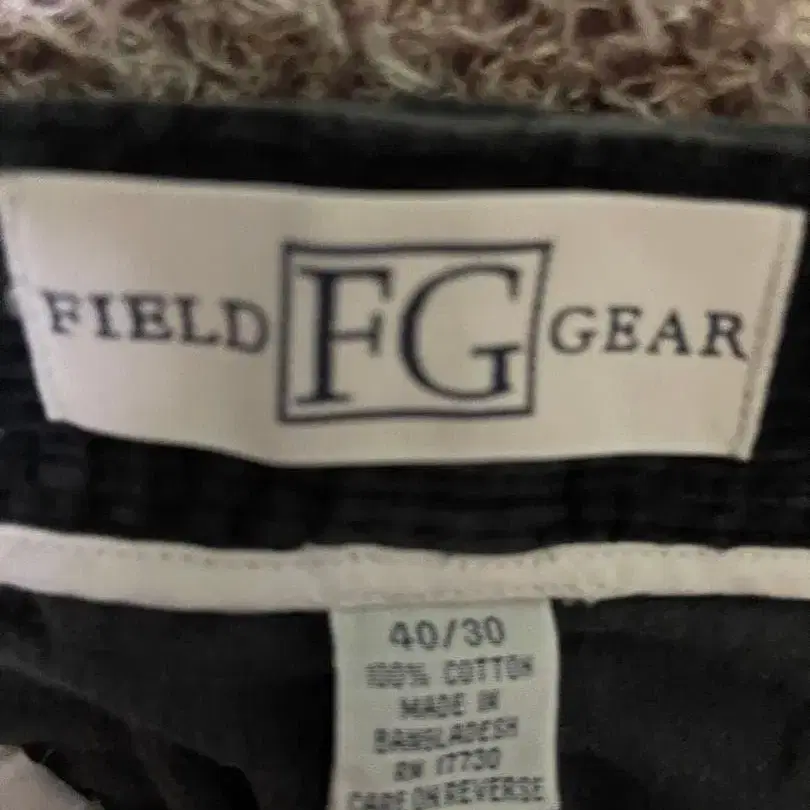 FIELD FG GEAR
40/30
100% COTTON
MADE IN
BANGLADESH
RN 17730
CARE ON REVERSE